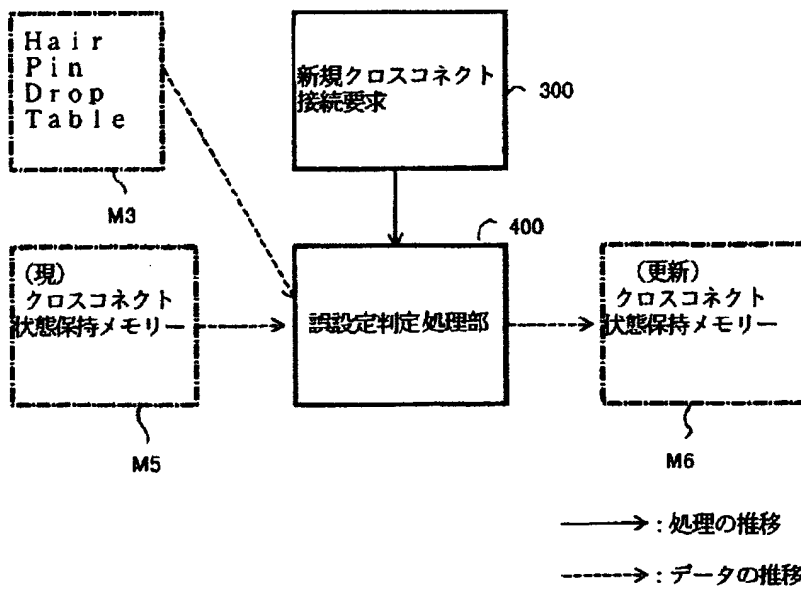 Hair
Pin
Drop
Table
M3
新規クロスコネクト
接続要求
300
(現)
クロスコネクト
状態保持メモリー
M5
400
誤設定判定処理部
(更新)
クロスコネクト
状態保持メモリー
M6
:処理の推移
:データの推移